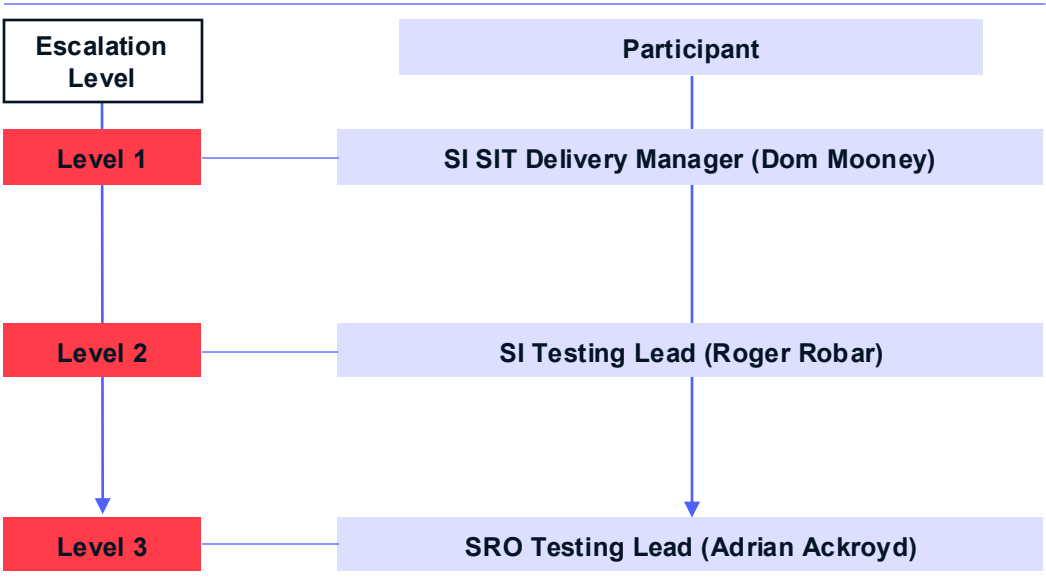 Escalation
Level
Participant
Level 1
SI SIT Delivery Manager (Dom Mooney)
Level 2
SI Testing Lead (Roger Robar)
Level 3
SRO Testing Lead (Adrian Ackroyd)